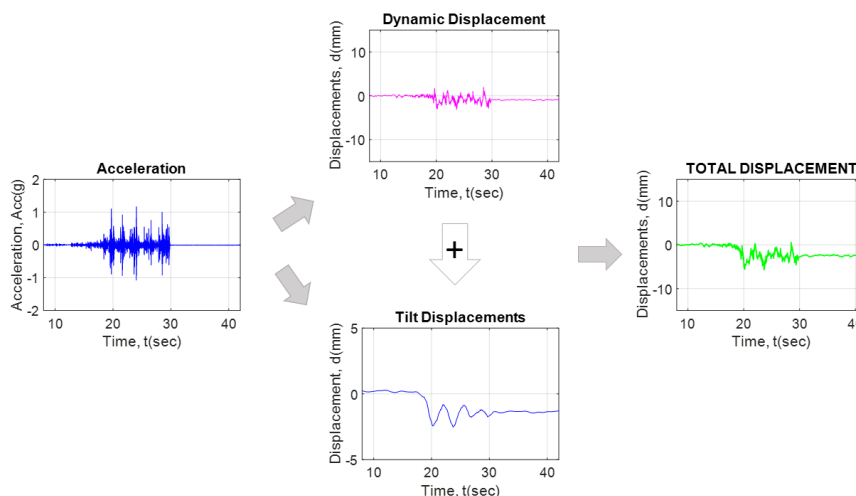 Dynamic Displacement
Displacements, d(mm)
10
0
-10
10 20 30 40
Time, t(sec)
Acceleration
Acceleration, Acc(g)
2
1
0
-1
-2
10 20 30 40
Time, t(sec)
+
TOTAL DISPLACEMENT
Displacements, d(mm)
10
0
-10
10 20 30 40
Time, t(sec)
Tilt Displacements
Displacement, d(mm)
5
0
-5
10 20 30 40
Time, t(sec)